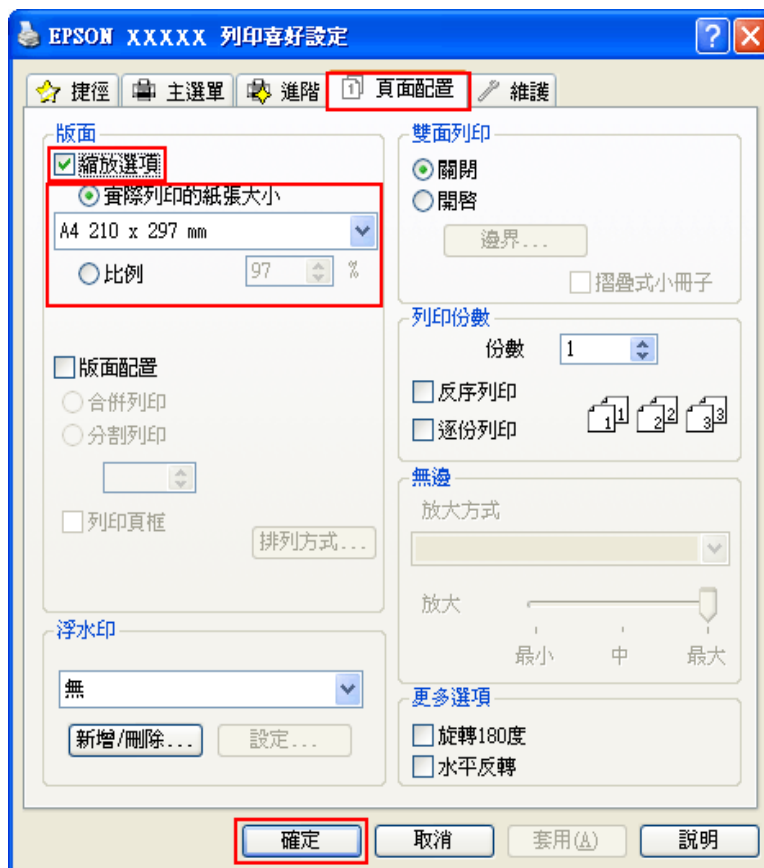 EPSON XXXXX 列印喜好設定
捷徑 主選單 進階 頁面配置 維護
版面
縮放選項
實際列印的紙張大小
A4 210 x 297 mm
比例 97 %
版面配置
合併列印
分割列印
列印頁框
排列方式...
浮水印
無
新增/刪除... 設定...
雙面列印
關閉
開啓
邊界...
摺疊式小冊子
列印份數
份數 1
反序列印
逐份列印
1 1 2 2 3 3
無邊
放大方式
放大
最小 中 最大
更多選項
旋轉180度
水平反轉
確定 取消 套用(A) 說明